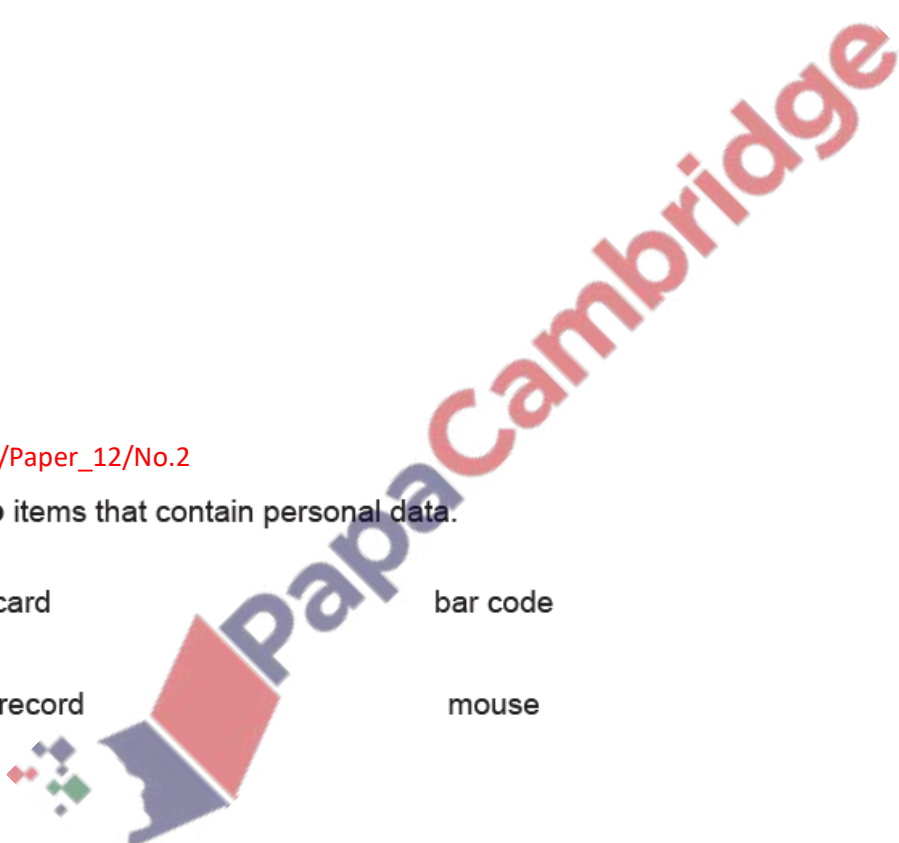 PapaCambridge
/Paper_12/No.2
items that contain personal data.
card bar code
record mouse